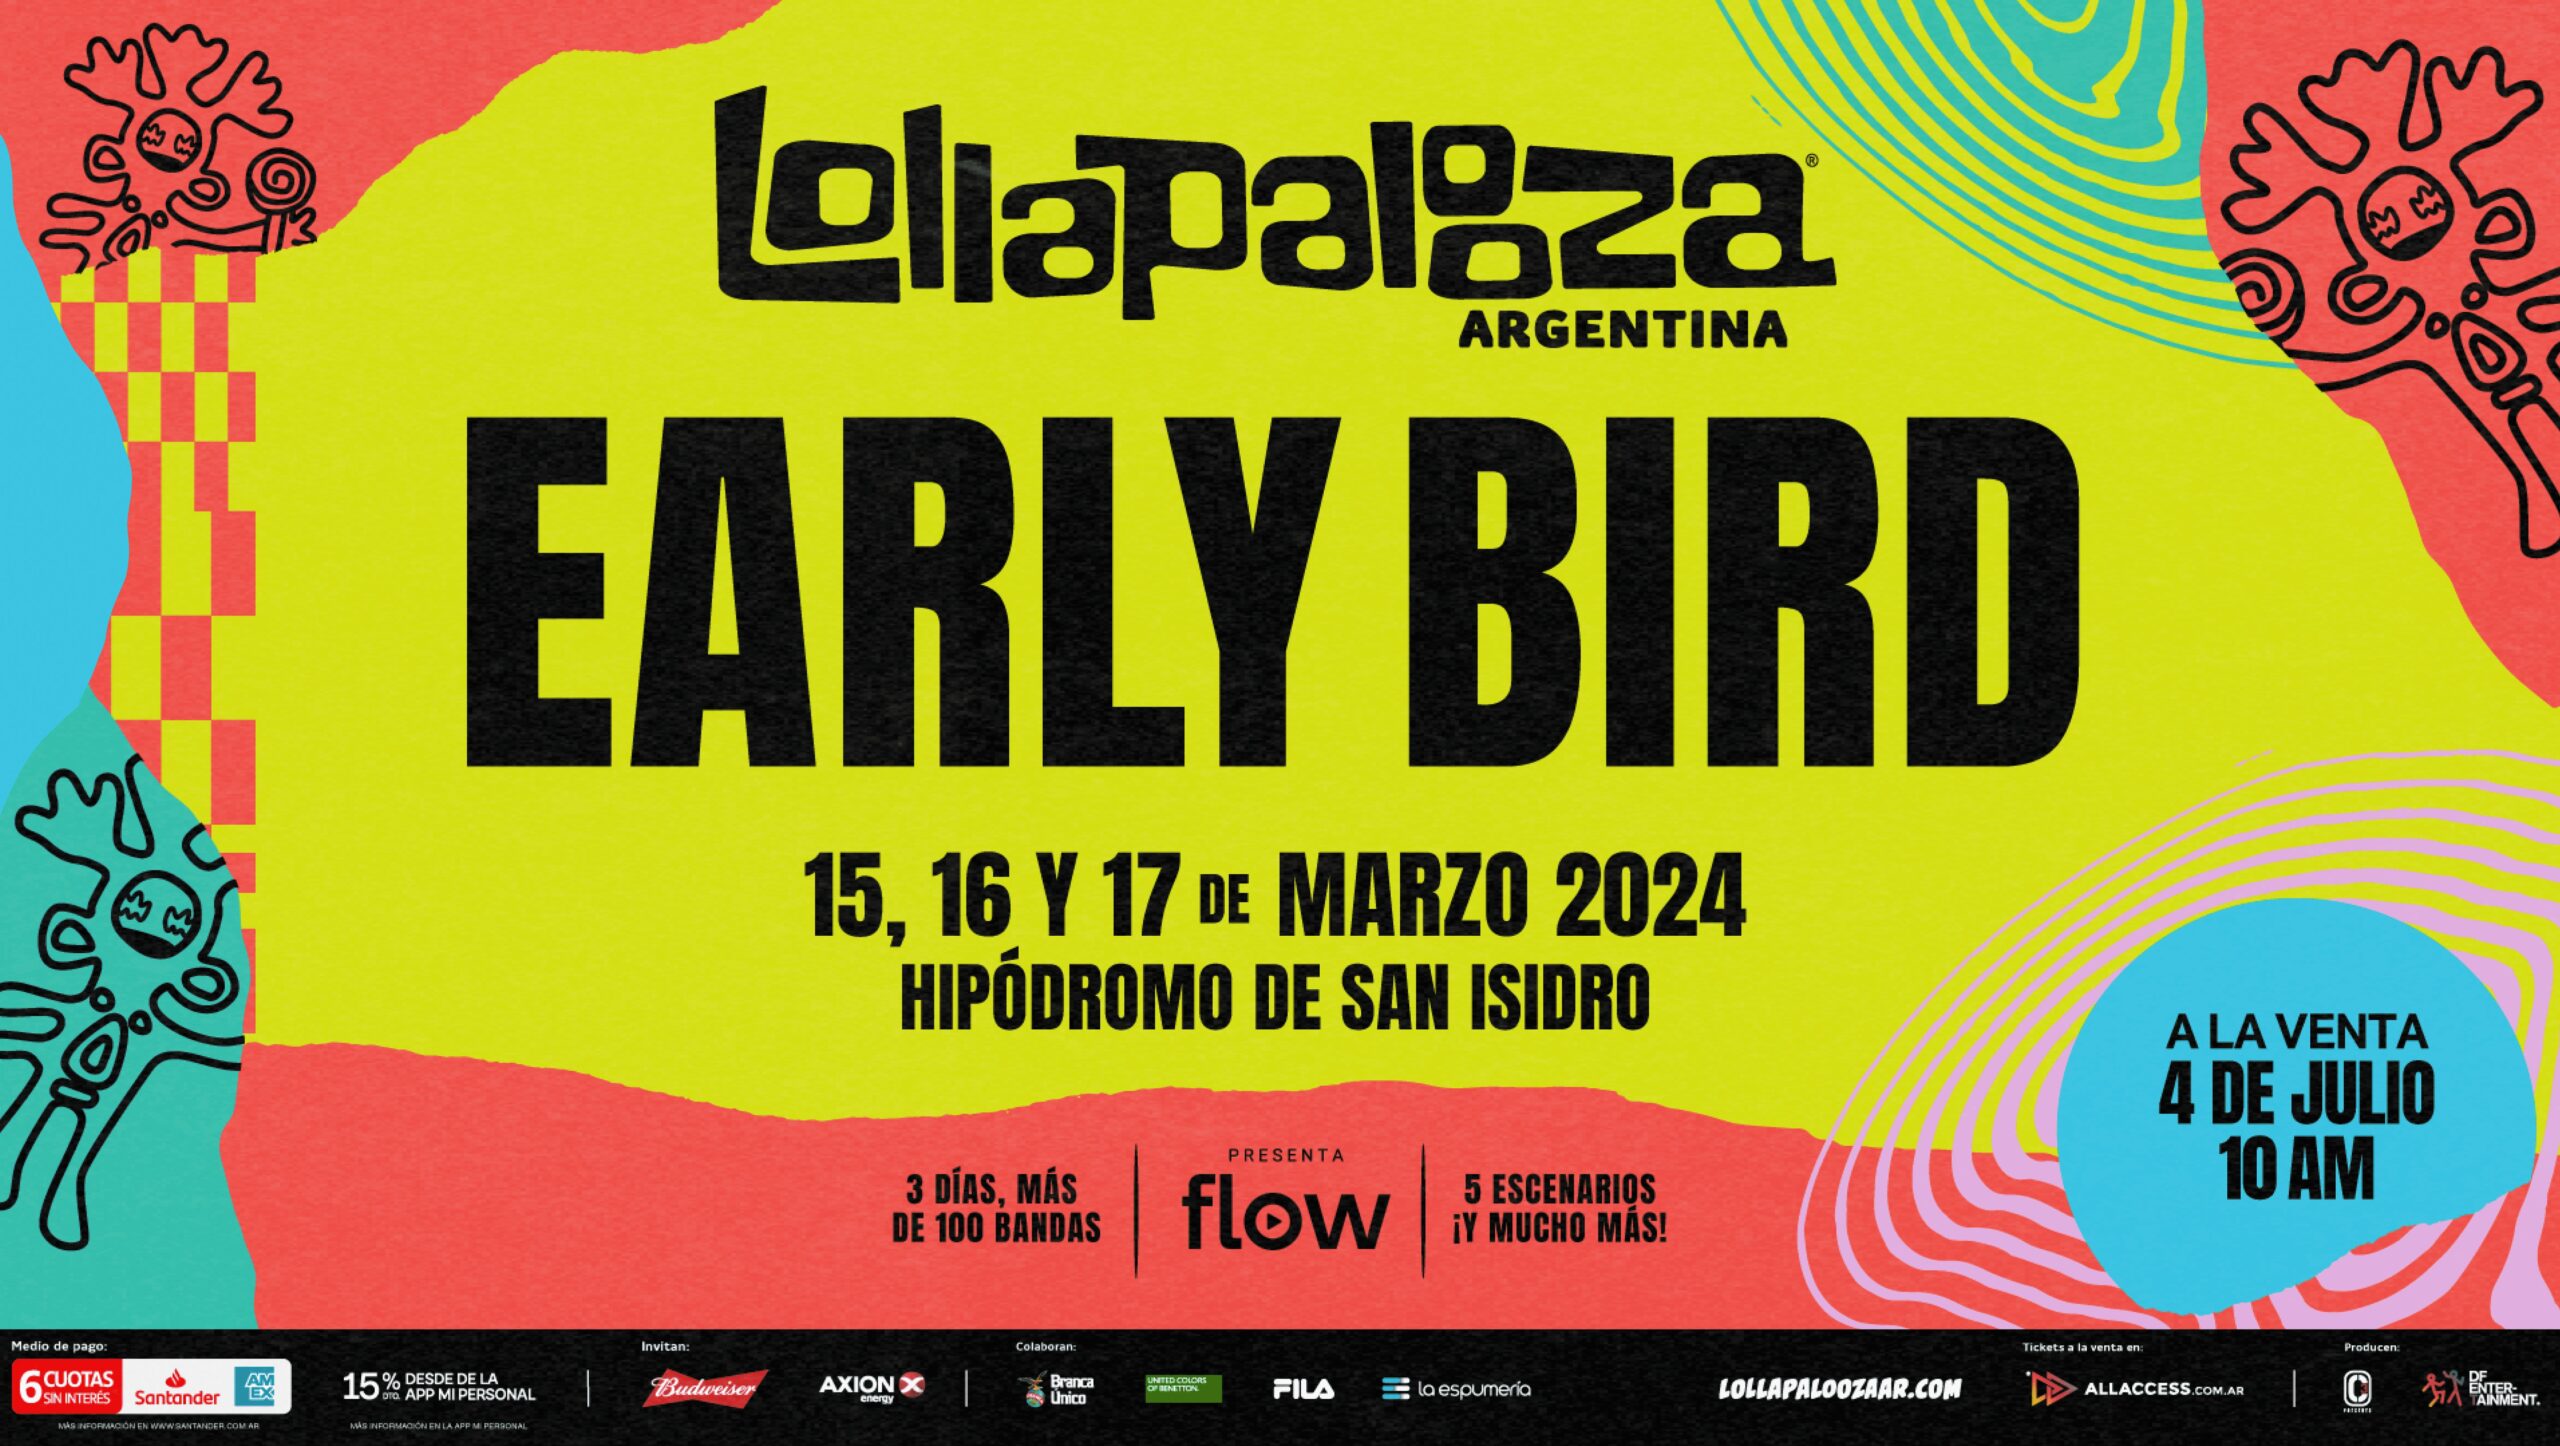 Lollapalooza®
ARGENTINA
EARLY BIRD
15, 16 Y 17 DE MARZO 2024
HIPÓDROMO DE SAN ISIDRO
A LA VENTA
4 DE JULIO
10 AM
3 DÍAS, MÁS
DE 100 BANDAS
PRESENTA
flow
5 ESCENARIOS
¡Y MUCHO MÁS!
Medio de pago:
6 CUOTAS
SIN INTERÉS
Santander
AM
EX
MÁS INFORMACIÓN EN WWW.SANTANDER.COM.AR
15% DTO. DESDE DE LA
APP MI PERSONAL
MÁS INFORMACIÓN EN LA APP MI PERSONAL
Invitan:
Budweiser
AXION
energy
Colaboran:
Branca
Único
UNITED COLORS
OF BENETTON.
FILA
la espumería
LOLLAPALOOZAAR.COM
Tickets a la venta en:
ALLACCESS.COM.AR
Producen:
PRESENTS
DF
ENTER-
TAINMENT.